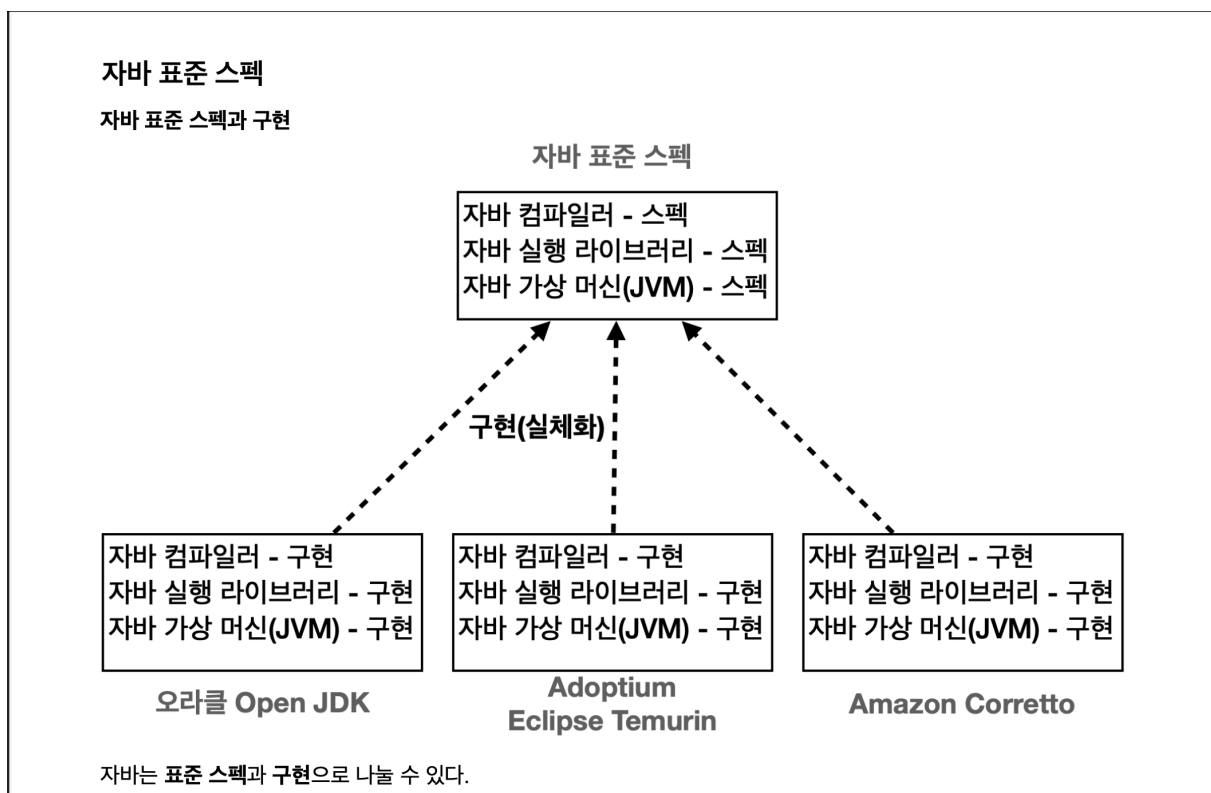 자바 표준 스펙
자바 표준 스펙과 구현
자바 표준 스펙
자바 컴파일러 - 스펙
자바 실행 라이브러리 - 스펙
자바 가상 머신(JVM) - 스펙
구현(실체화)
자바 컴파일러 - 구현
자바 실행 라이브러리 - 구현
자바 가상 머신(JVM) - 구현
오라클 Open JDK
자바 컴파일러 - 구현
자바 실행 라이브러리 - 구현
자바 가상 머신(JVM) - 구현
Adoptium
Eclipse Temurin
자바 컴파일러 - 구현
자바 실행 라이브러리 - 구현
자바 가상 머신(JVM) - 구현
Amazon Corretto
자바는 표준 스펙과 구현으로 나눌 수 있다.